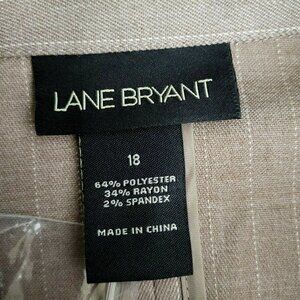 LANE BRYANT
18
64% POLYESTER
34% RAYON
2% SPANDEX
MADE IN CHINA